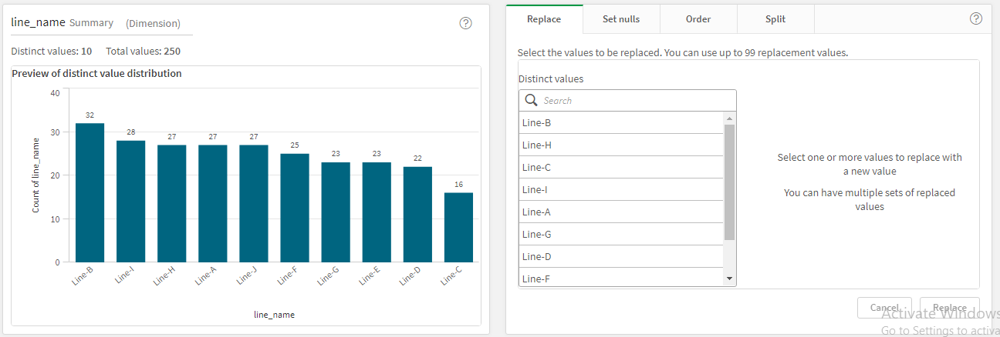 line_name Summary (Dimension)
Distinct values: 10 Total values: 250
Preview of distinct value distribution
40
30
20
10
0
Count of line_name
32
28
27
27
27
25
23
23
22
16
Line-B
Line-I
Line-H
Line-A
Line-J
Line-F
Line-G
Line-E
Line-D
Line-C
line_name
Replace
Set nulls
Order
Split
Select the values to be replaced. You can use up to 99 replacement values.
Distinct values
Search
Line-B
Line-H
Line-C
Line-I
Line-A
Line-G
Line-D
Line-F
Select one or more values to replace with
a new value
You can have multiple sets of replaced
values
Cancel
Replace
Activate Windows
Go to Settings to activa